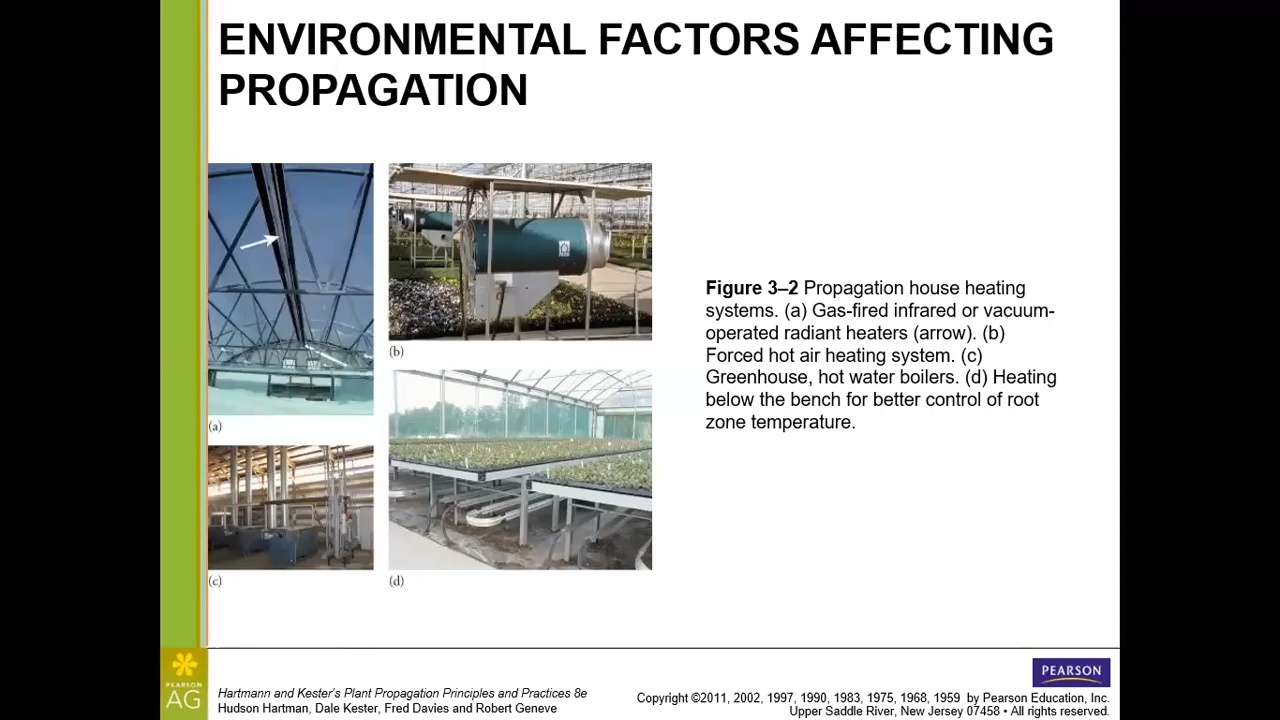 ENVIRONMENTAL FACTORS AFFECTING
PROPAGATION
(a)
(b)
(c)
(d)
Figure 3–2 Propagation house heating
systems. (a) Gas-fired infrared or vacuum-
operated radiant heaters (arrow). (b)
Forced hot air heating system. (c)
Greenhouse, hot water boilers. (d) Heating
below the bench for better control of root
zone temperature.
PEARSON
AG
Hartmann and Kester's Plant Propagation Principles and Practices 8e
Hudson Hartman, Dale Kester, Fred Davies and Robert Geneve
PEARSON
Copyright ©2011, 2002, 1997, 1990, 1983, 1975, 1968, 1959 by Pearson Education, Inc.
Upper Saddle River, New Jersey 07458 • All rights reserved.